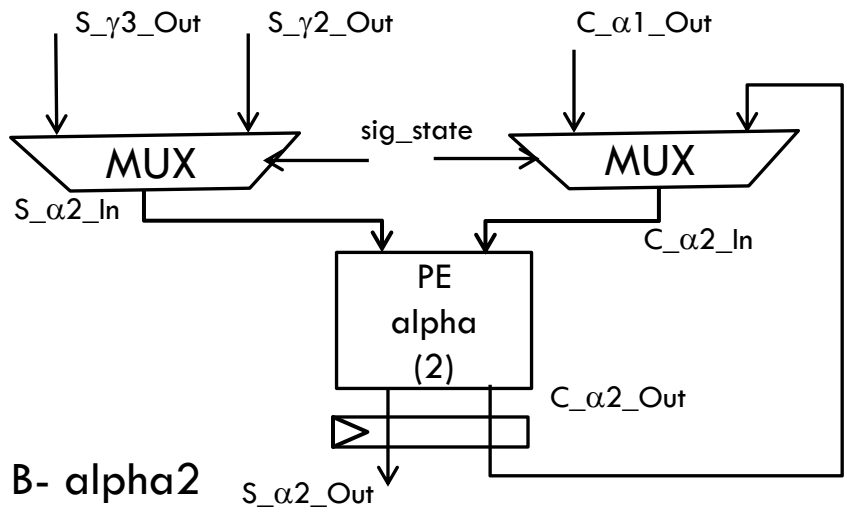 S_γ3_Out
S_γ2_Out
C_α1_Out
sig_state
MUX
MUX
S_α2_In
C_α2_In
PE
alpha
(2)
C_α2_Out
B- alpha2
S_α2_Out